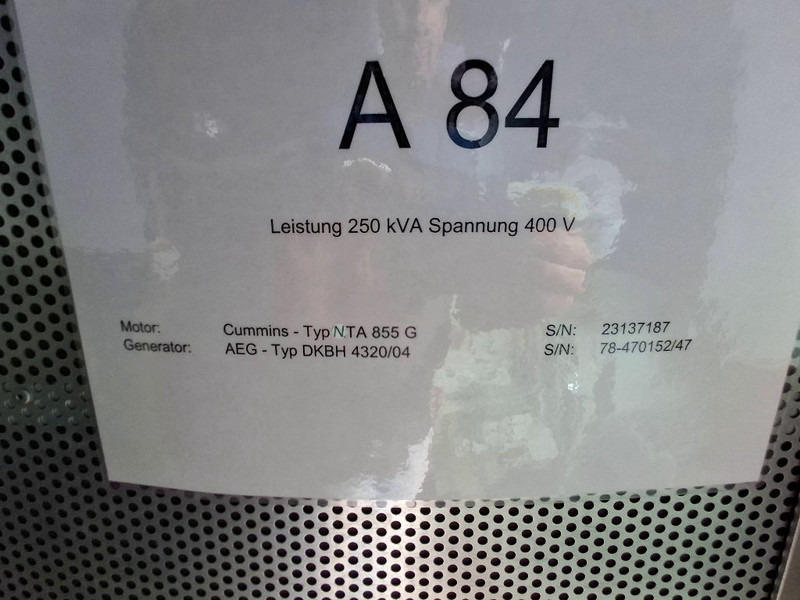 A 84
Leistung 250 kVA Spannung 400 V
Motor: Cummins - Typ NTA 855 G S/N: 23137187
Generator: AEG - Typ DKBH 4320/04 S/N: 78-470152/47